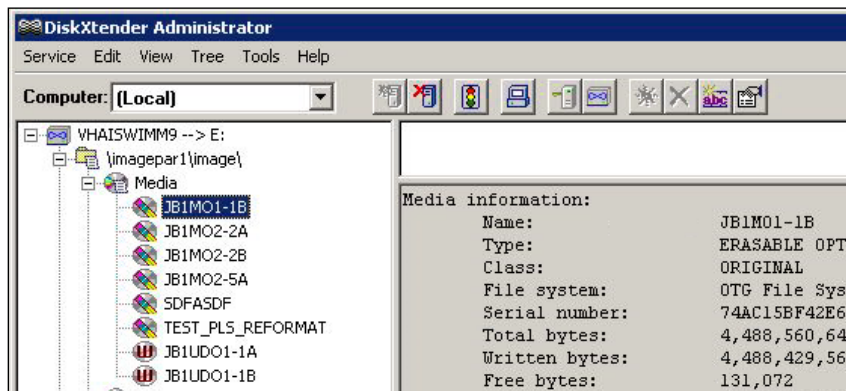 DiskXtender Administrator
Service Edit View Tree Tools Help
Computer: (Local)
abc
VHAISWIMM9 --> E:
\imagepar1\image\
Media
JB1MO1-1B
JB1MO2-2A
JB1MO2-2B
JB1MO2-5A
SDFASDF
TEST_PLS_REFORMAT
JB1UDO1-1A
JB1UDO1-1B
Media information:
Name: JB1MO1-1B
Type: ERASABLE OPT
Class: ORIGINAL
File system: OTG File Sys
Serial number: 74AC15BF42E6
Total bytes: 4,488,560,64
Written bytes: 4,488,429,56
Free bytes: 131,072